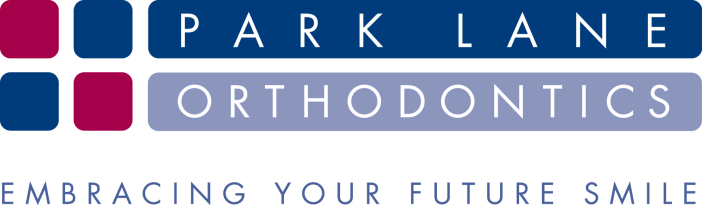 PARK LANE
ORTHODONTICS
EMBRACING YOUR FUTURE SMILE